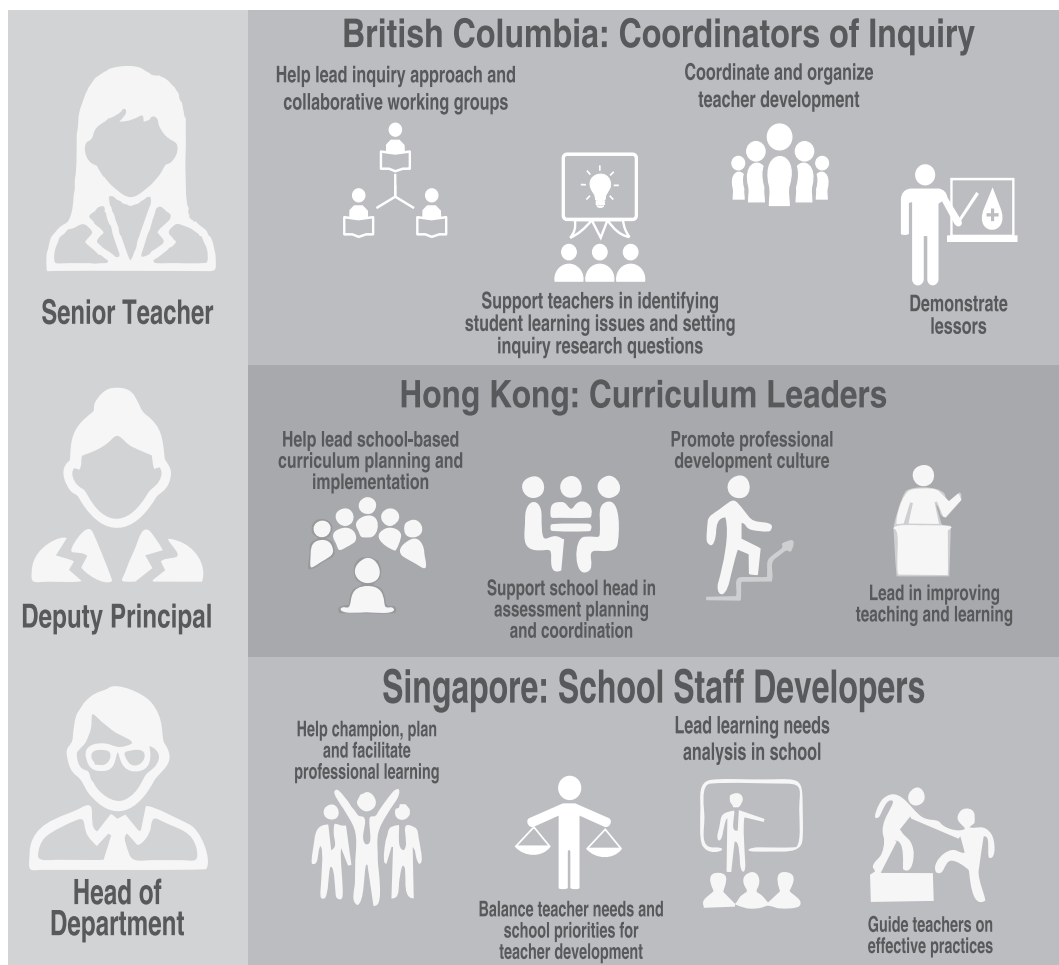 British Columbia: Coordinators of Inquiry
Help lead inquiry approach and
collaborative working groups
Coordinate and organize
teacher development
Support teachers in identifying
student learning issues and setting
inquiry research questions
Demonstrate
lessors
Senior Teacher
Hong Kong: Curriculum Leaders
Help lead school-based
curriculum planning and
implementation
Promote professional
development culture
Support school head in
assessment planning
and coordination
Lead in improving
teaching and learning
Deputy Principal
Singapore: School Staff Developers
Help champion, plan
and facilitate
professional learning
Lead learning needs
analysis in school
Balance teacher needs and
school priorities for
teacher development
Guide teachers on
effective practices
Head of
Department